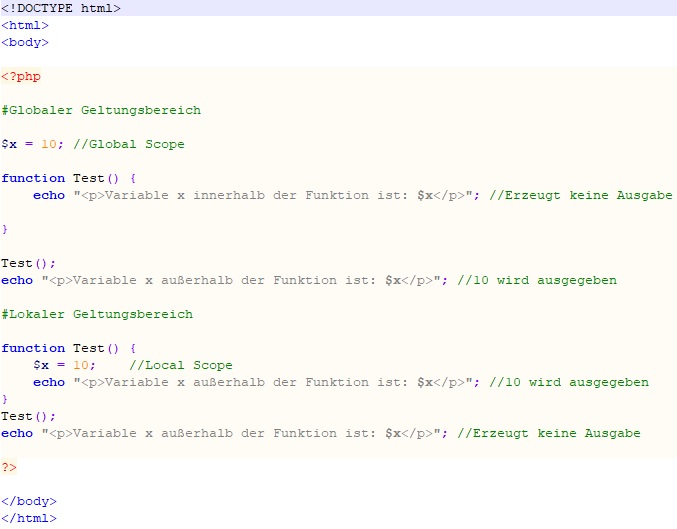 <!DOCTYPE html>
<html>
<body>
<?php
#Globaler Geltungsbereich
$x = 10; //Global Scope
function Test() {
    echo "<p>Variable x innerhalb der Funktion ist: $x</p>"; //Erzeugt keine Ausgabe
}
Test();
echo "<p>Variable x außerhalb der Funktion ist: $x</p>"; //10 wird ausgegeben
#Lokaler Geltungsbereich
function Test() {
    $x = 10;    //Local Scope
    echo "<p>Variable x außerhalb der Funktion ist: $x</p>"; //10 wird ausgegeben
}
Test();
echo "<p>Variable x außerhalb der Funktion ist: $x</p>"; //Erzeugt keine Ausgabe
?>
</body>
</html>